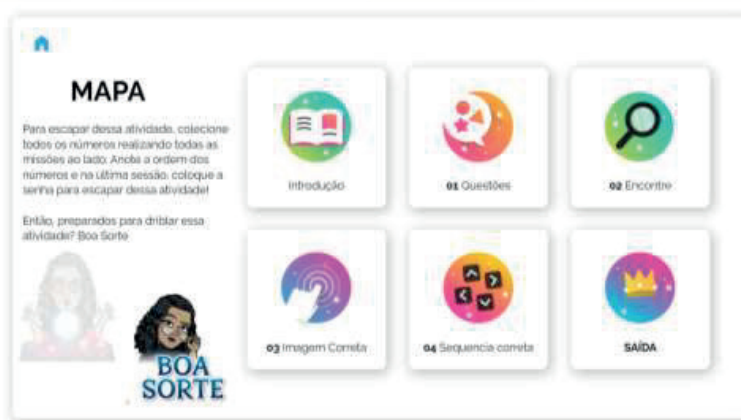 MAPA
Para escapar dessa atividade, colecione
todos os números realizando todas as
missões ao lado. Anote a ordem dos
números e na última sessão, coloque a
senha para escapar dessa atividade!
Então, preparados para driblar essa
atividade? Boa Sorte
BOA
SORTE
Introdução
01 Questões
02 Encontre
03 Imagem Correta
04 Sequencia correta
SAÍDA